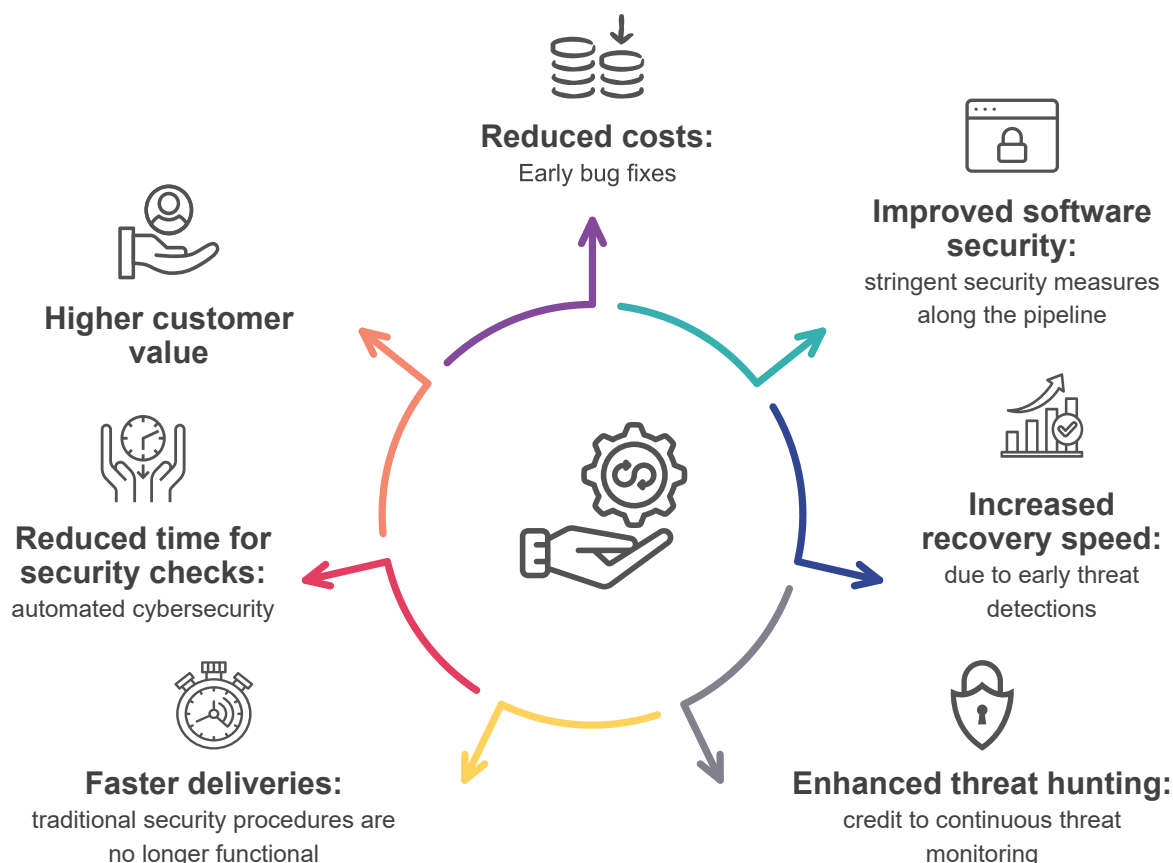 Reduced costs:
Early bug fixes
Improved software
security:
stringent security measures
along the pipeline
Increased
recovery speed:
due to early threat
detections
Enhanced threat hunting:
credit to continuous threat
monitoring
Faster deliveries:
traditional security procedures are
no longer functional
Reduced time for
security checks:
automated cybersecurity
Higher customer
value